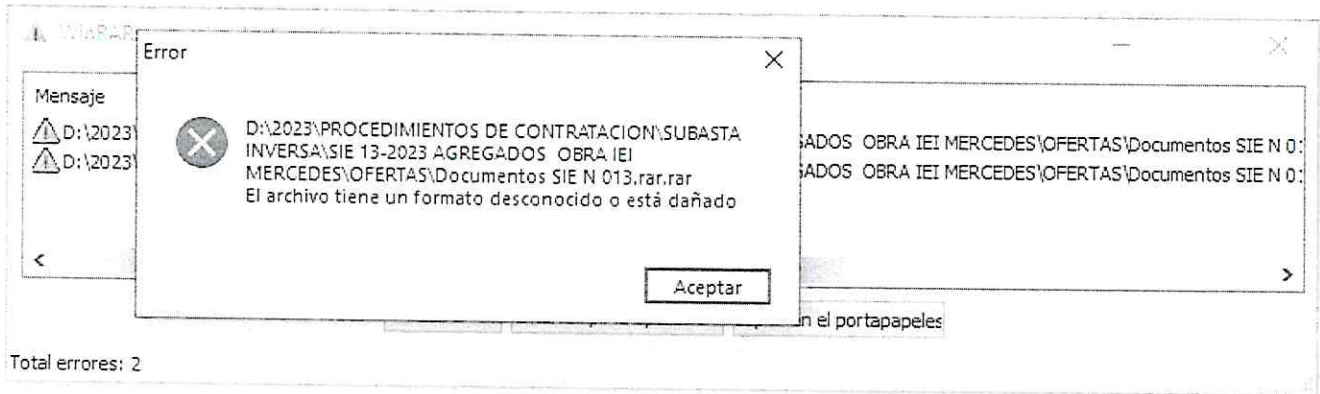 WinRAR
Error
Mensaje
D:\2023\
D:\2023\
D:\2023\PROCEDIMIENTOS DE CONTRATACION\SUBASTA
INVERSA\SIE 13-2023 AGREGADOS  OBRA IEI
MERCEDES\OFERTAS\Documentos SIE N 013.rar.rar
El archivo tiene un formato desconocido o está dañado
ADOS  OBRA IEI MERCEDES\OFERTAS\Documentos SIE N 0
ADOS  OBRA IEI MERCEDES\OFERTAS\Documentos SIE N 0
Aceptar
el portapapeles
Total errores: 2